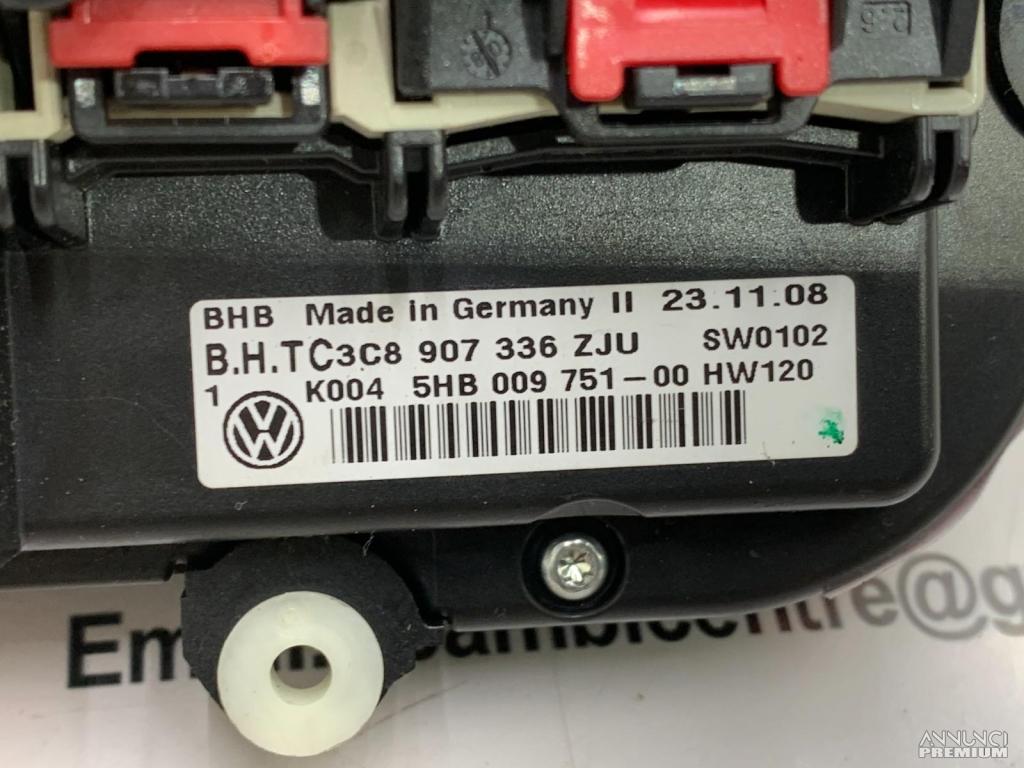 BHB Made in Germany II 23.11.08
B.H.TC3C8 907 336 ZJU SW0102
1 K004 5HB 009 751-00 HW120
ANNUNCI
PREMIUM